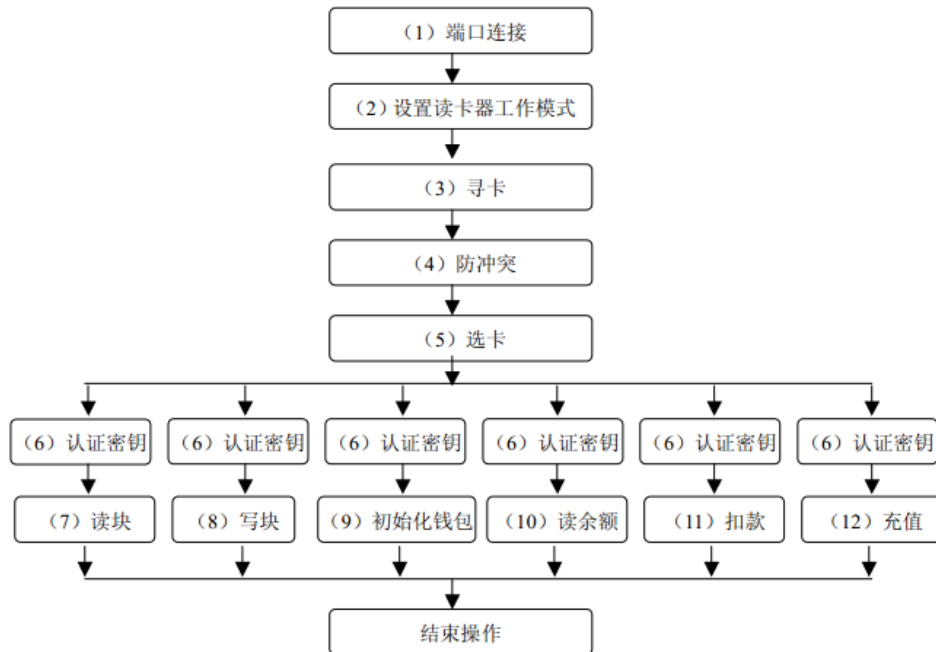 （1）端口连接
（2）设置读卡器工作模式
（3）寻卡
（4）防冲突
（5）选卡
（6）认证密钥 （6）认证密钥 （6）认证密钥 （6）认证密钥 （6）认证密钥 （6）认证密钥
（7）读块 （8）写块 （9）初始化钱包 （10）读余额 （11）扣款 （12）充值
结束操作